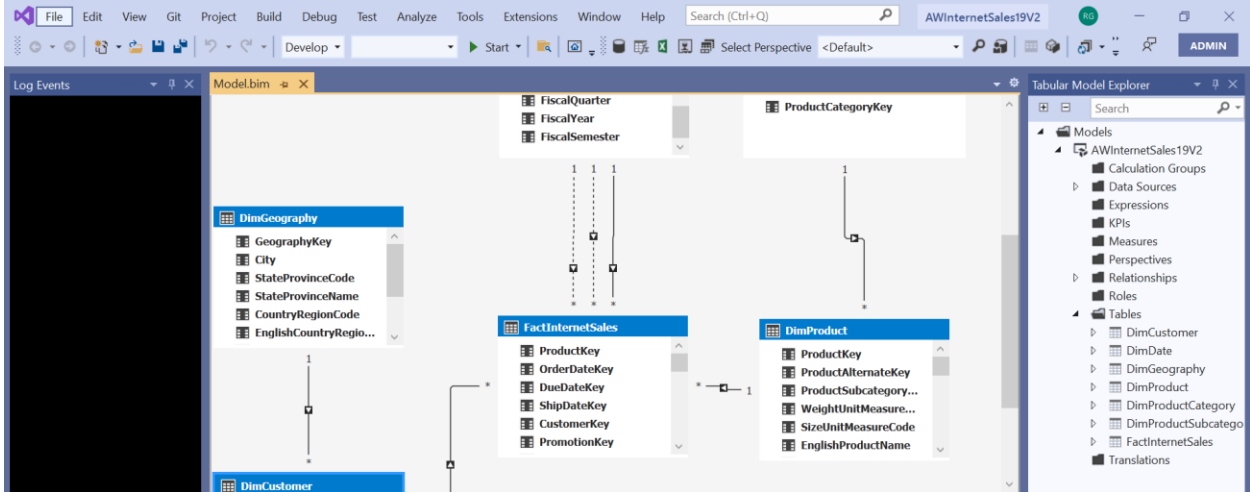 File Edit View Git Project Build Debug Test Analyze Tools Extensions Window Help Search (Ctrl+Q) AWInternetSales19V2 RG
Develop Start Select Perspective <Default> ADMIN
Log Events
Model.bim
FiscalQuarter
FiscalYear
FiscalSemester
ProductCategoryKey
1 1 1
1
DimGeography
GeographyKey
City
StateProvinceCode
StateProvinceName
CountryRegionCode
EnglishCountryRegio...
1
*
* * *
*
FactInternetSales
ProductKey
OrderDateKey
DueDateKey
ShipDateKey
CustomerKey
PromotionKey
*
* 1
DimProduct
ProductKey
ProductAlternateKey
ProductSubcategory...
WeightUnitMeasure...
SizeUnitMeasureCode
EnglishProductName
DimCustomer
Tabular Model Explorer
Search
Models
AWInternetSales19V2
Calculation Groups
Data Sources
Expressions
KPIs
Measures
Perspectives
Relationships
Roles
Tables
DimCustomer
DimDate
DimGeography
DimProduct
DimProductCategory
DimProductSubcatego
FactInternetSales
Translations